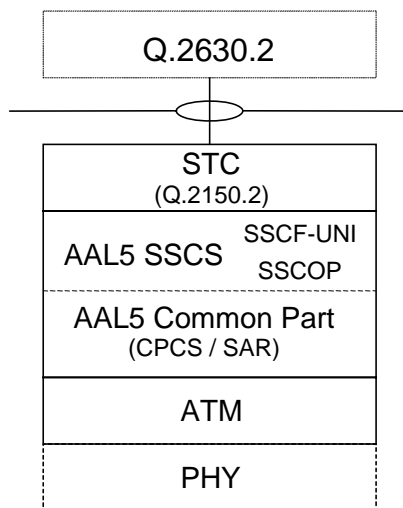 Q.2630.2
STC
(Q.2150.2)
AAL5 SSCS
SSCF-UNI
SSCOP
AAL5 Common Part
(CPCS / SAR)
ATM
PHY